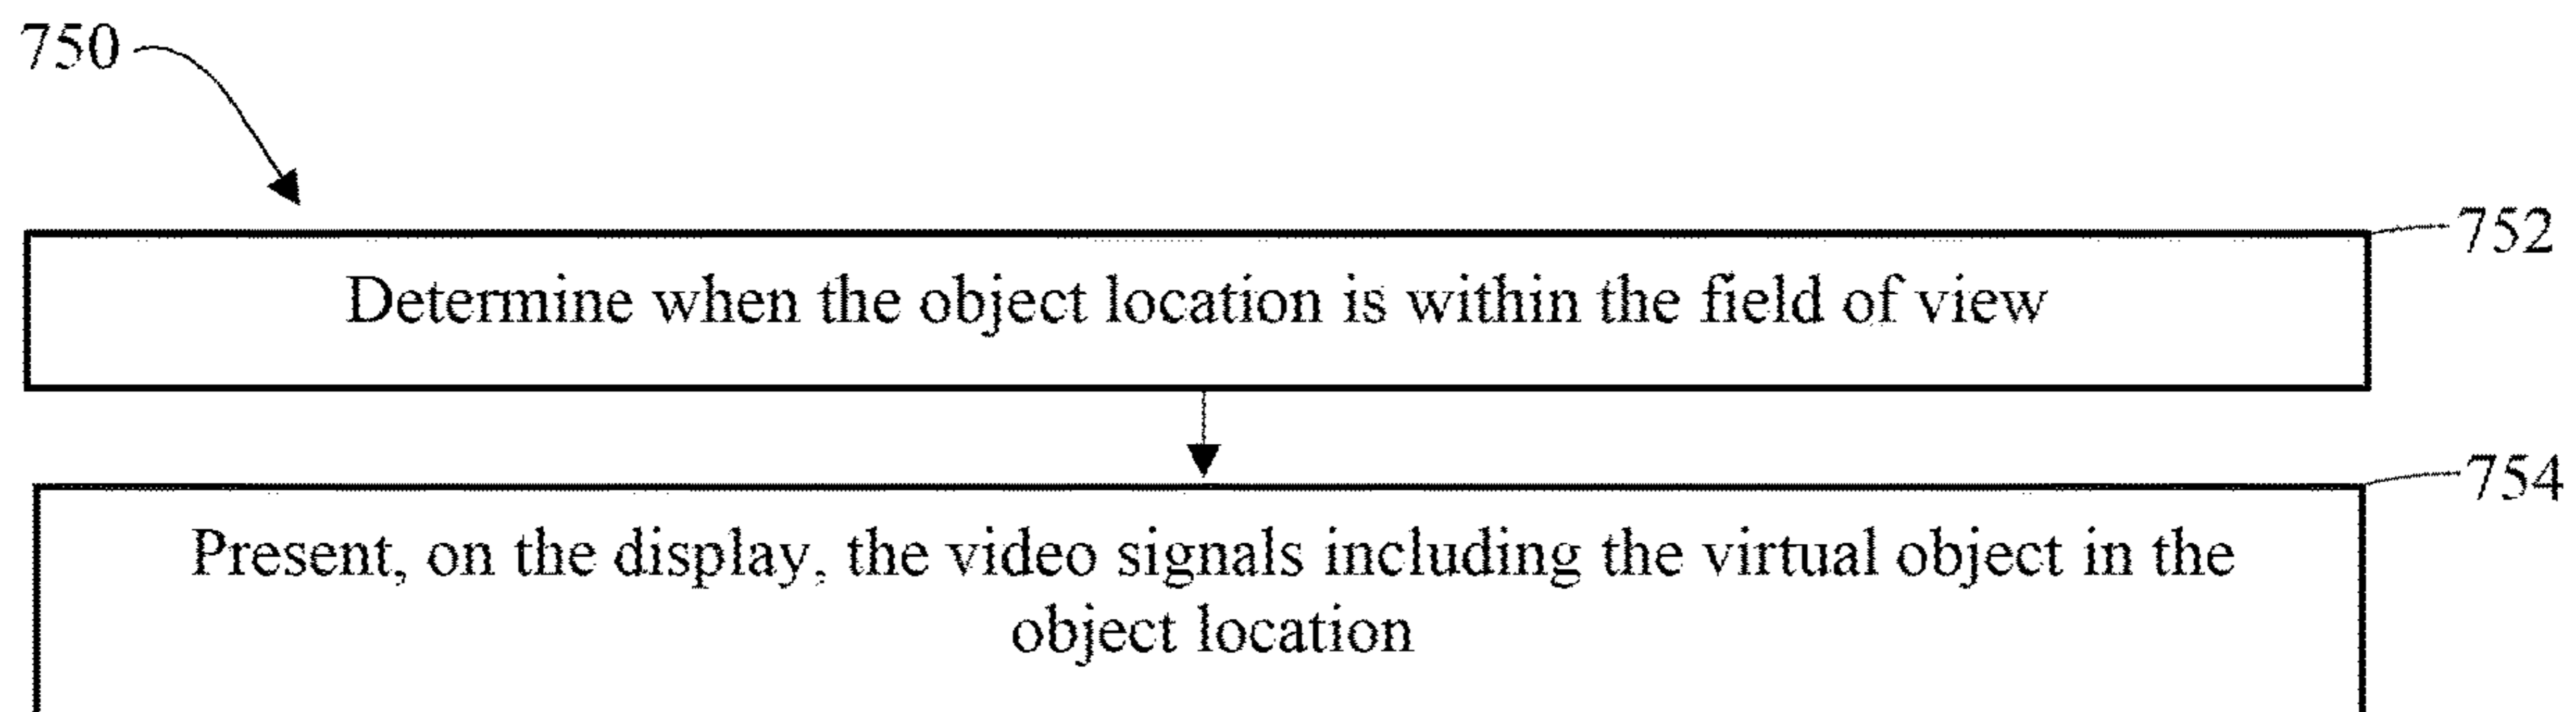 750
752
Determine when the object location is within the field of view
754
Present, on the display, the video signals including the virtual object in the
object location